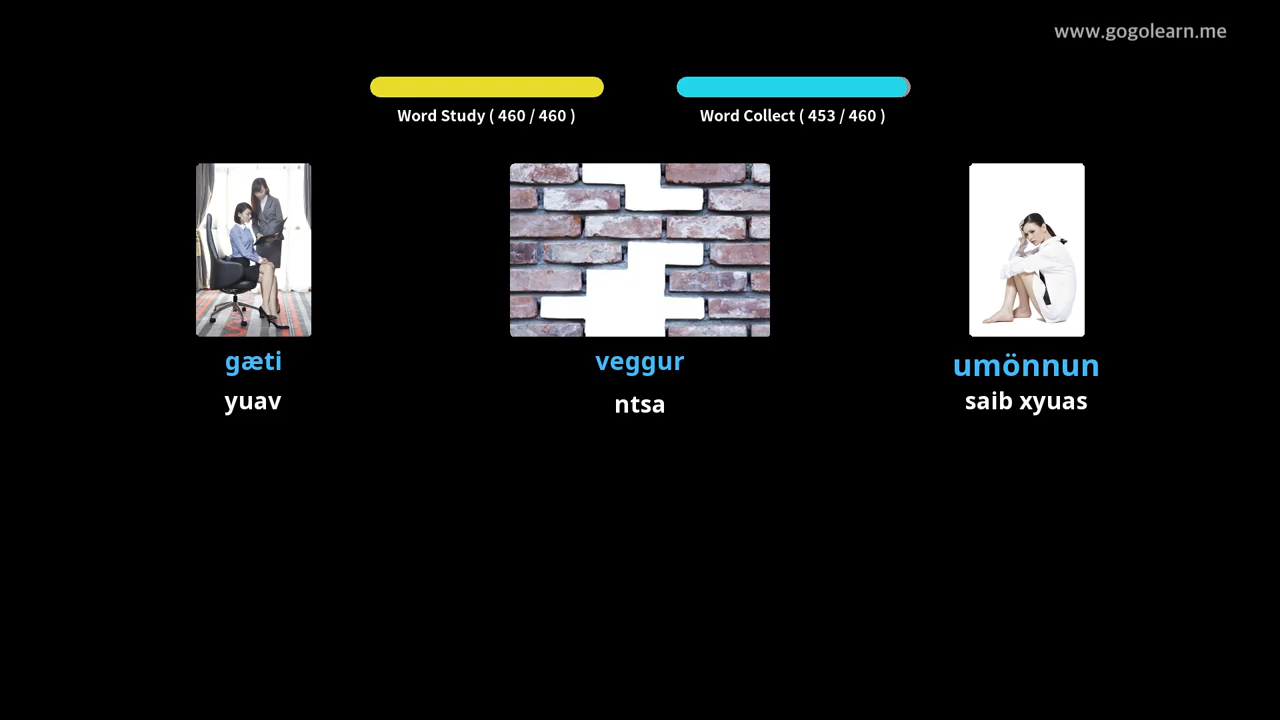 www.gogolearn.me
Word Study ( 460 / 460 )
Word Collect ( 453 / 460 )
gæti
veggur
umönnun
yuav
ntsa
saib xyuas